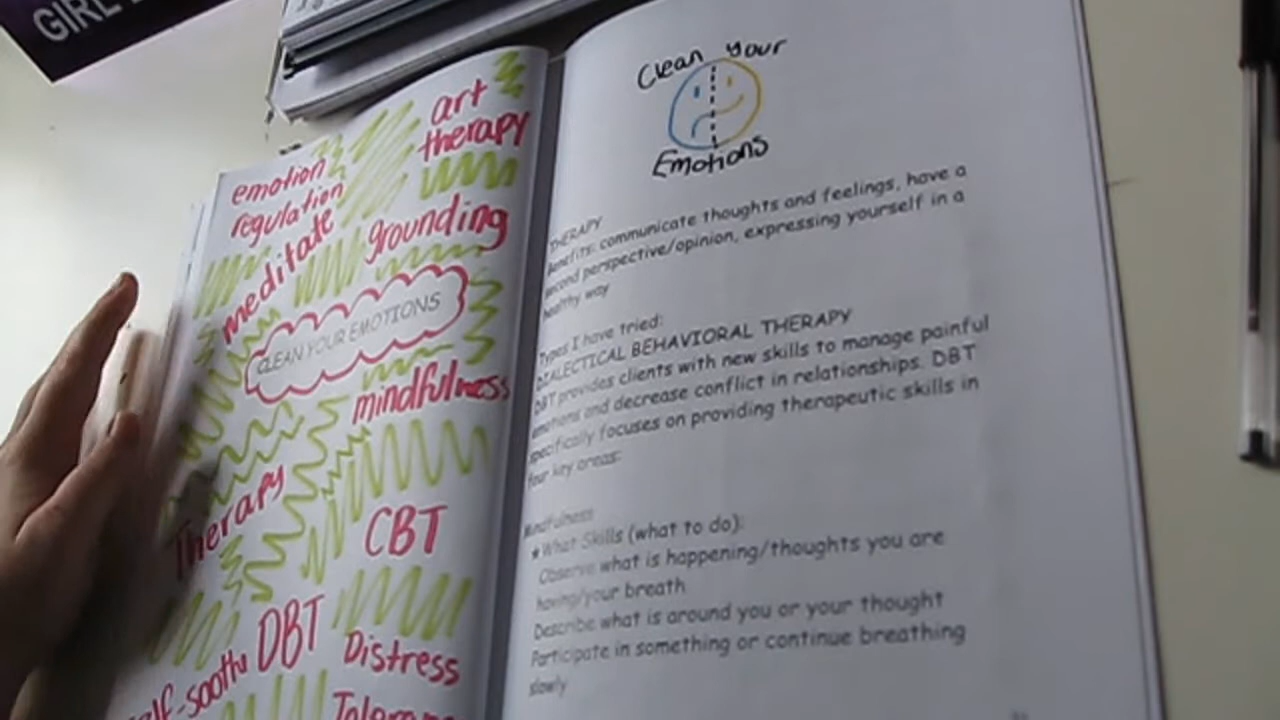 GIRL
art
therapy
emotion
regulation
meditate
grounding
CLEAN YOUR EMOTIONS
mindfulness
Therapy
CBT
DBT
Self-soothe
Distress
Clean Your
Emotions
THERAPY
Benefits: communicate thoughts and feelings, have a
second perspective/opinion, expressing yourself in a
healthy way
Types I have tried:
DIALECTICAL BEHAVIORAL THERAPY
DBT provides clients with new skills to manage painful
emotions and decrease conflict in relationships. DBT
specifically focuses on providing therapeutic skills in
four key areas:
Mindfulness
★What Skills (what to do):
Observe what is happening/thoughts you are
having/your breath
Describe what is around you or your thought
Participate in something or continue breathing
slowly